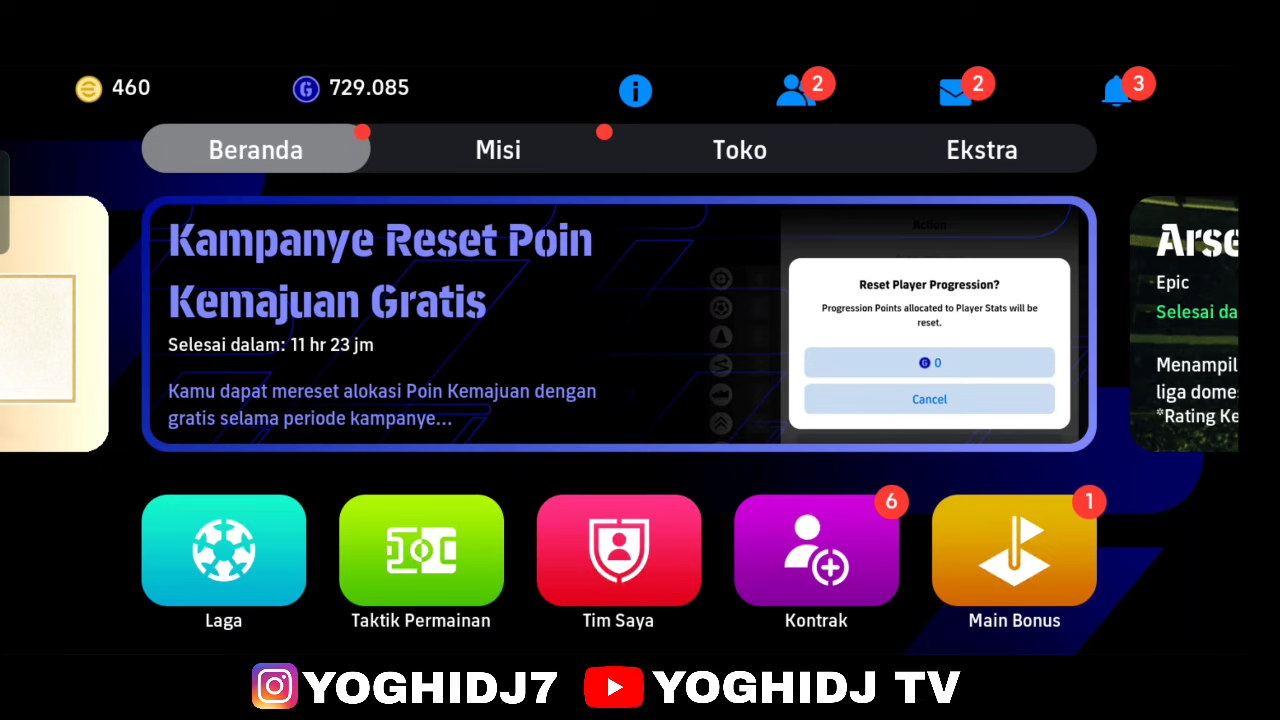 460
729.085
2
2
3
Beranda
Misi
Toko
Ekstra
Kampanye Reset Poin
Kemajuan Gratis
Selesai dalam: 11 hr 23 jm
Kamu dapat mereset alokasi Poin Kemajuan dengan
gratis selama periode kampanye...
Action
Reset Player Progression?
Progression Points allocated to Player Stats will be
reset.
G 0
Cancel
Arse
Epic
Selesai da
Menampil
liga dome
*Rating Ke
6
1
Laga
Taktik Permainan
Tim Saya
Kontrak
Main Bonus
YOGHIDJ7
YOGHIDJ TV